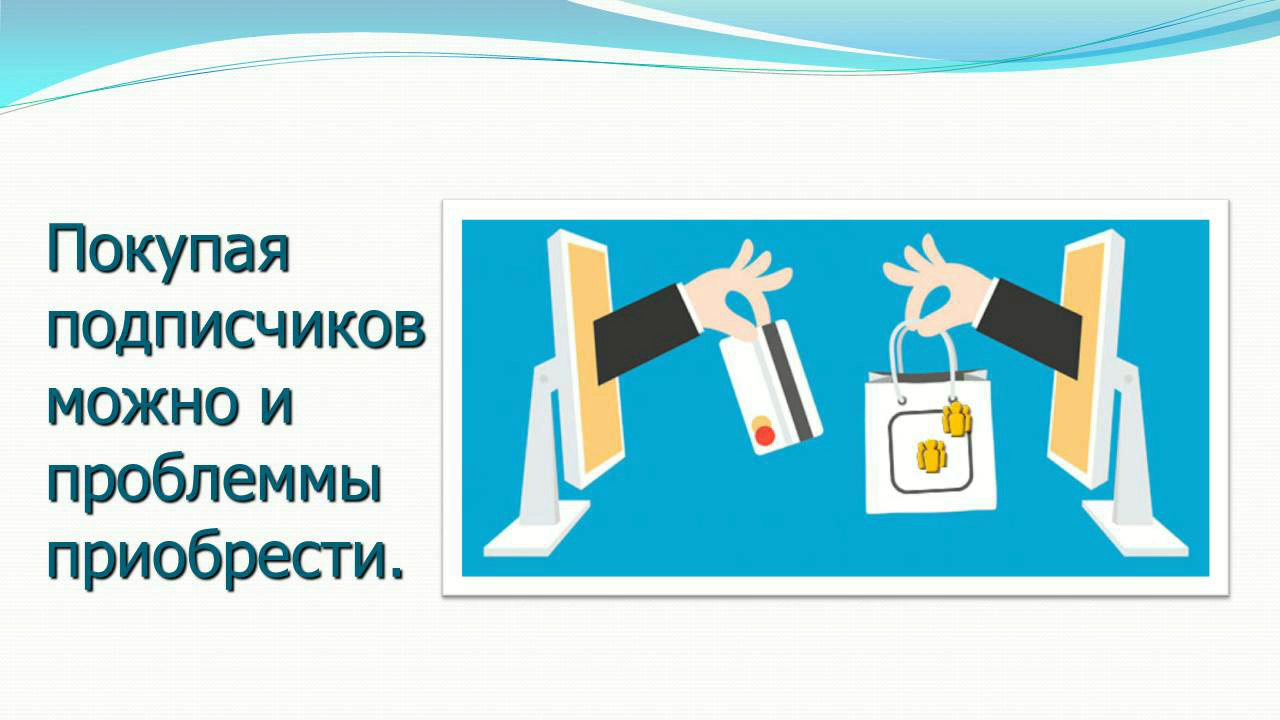 Покупая
подписчиков
можно и
проблеммы
приобрести.